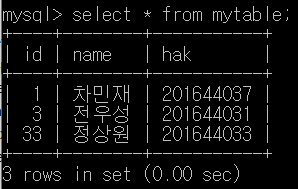 mysql> select * from mytable;
+----+--------+-----------+
| id | name | hak |
+----+--------+-----------+
| 1 | 차민재 | 201644037 |
| 3 | 전우성 | 201644031 |
| 33 | 정상원 | 201644033 |
+----+--------+-----------+
3 rows in set (0.00 sec)